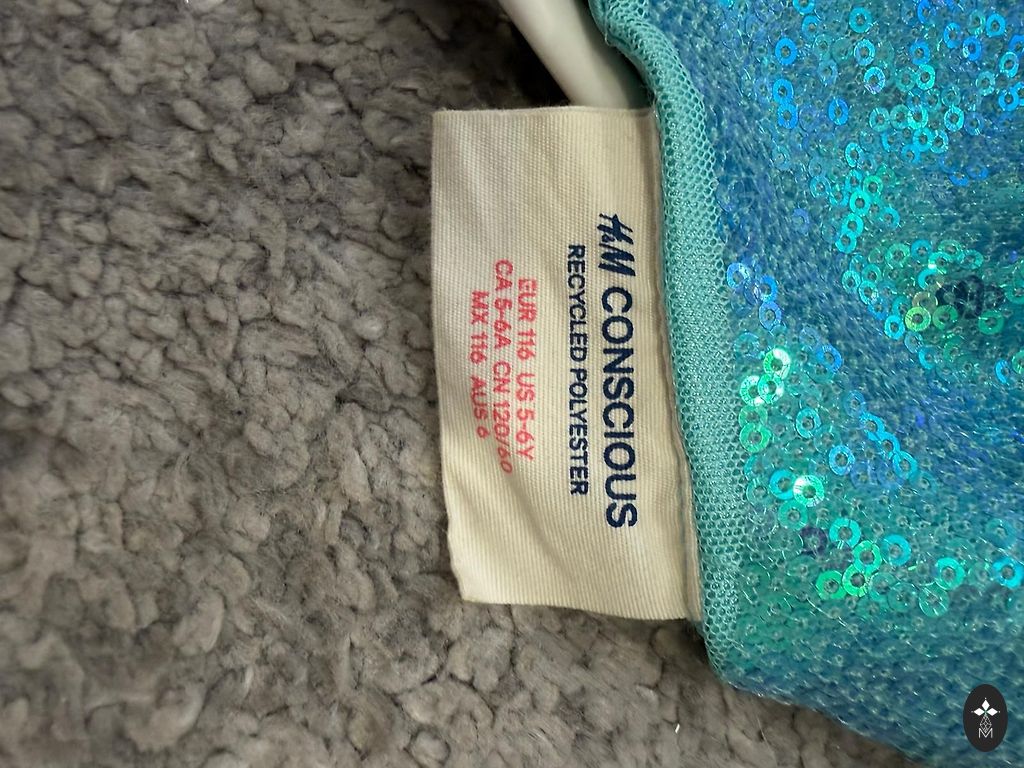 H&M CONSCIOUS
RECYCLED POLYESTER
EUR 116 US 5-6Y
CA 5-6A CN 120/60
MX 116 AUS 6
M